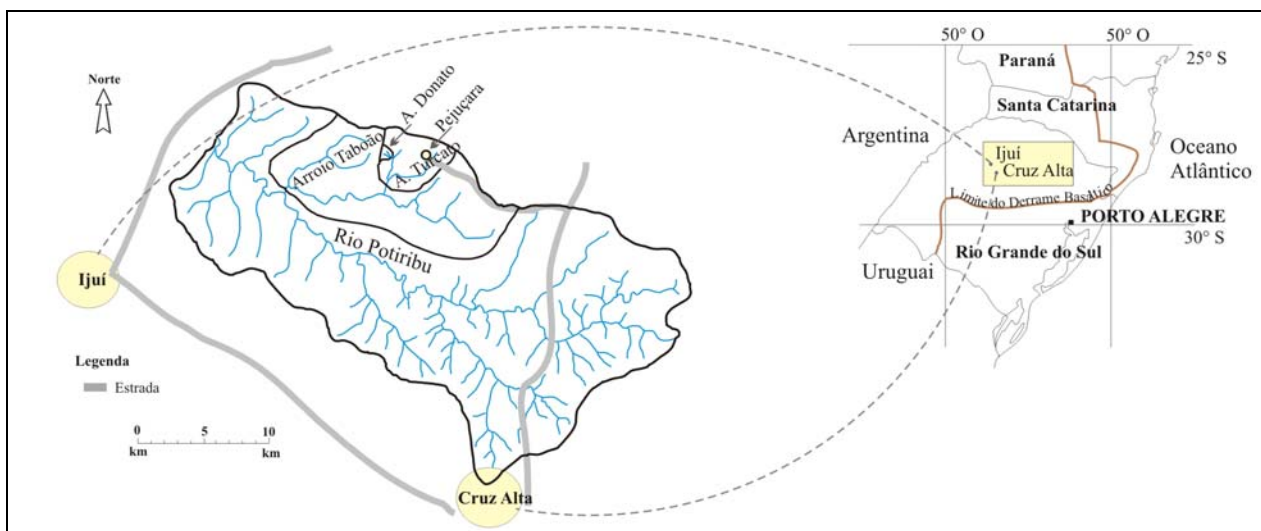 Norte
A. Donato
Pejuçara
Arroio Taboão
A. Turcato
Rio Potiribu
Ijuí
Legenda
Estrada
0 5 10
km km
Cruz Alta
50° O 50° O
25° S
Paraná
Santa Catarina
Argentina
Oceano
Atlântico
Ijuí
Cruz Alta
Limite do Derrame Basáltico
PORTO ALEGRE
30° S
Rio Grande do Sul
Uruguai